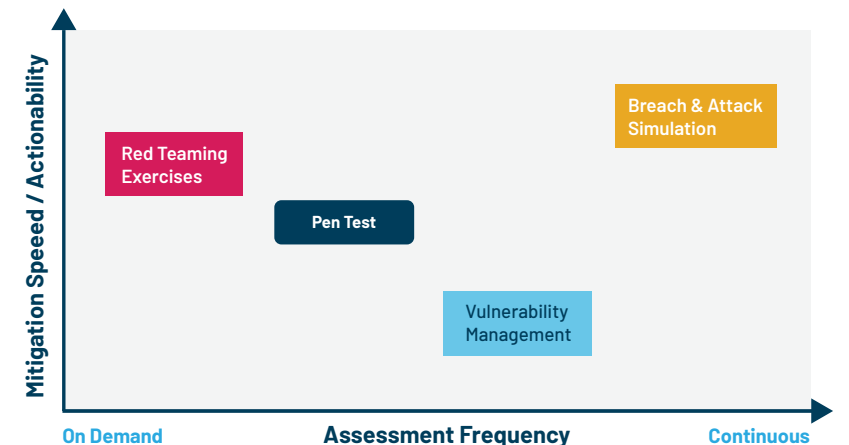 Mitigation Speeed / Actionability
Breach & Attack
Simulation
Red Teaming
Exercises
Pen Test
Vulnerability
Management
On Demand
Assessment Frequency
Continuous